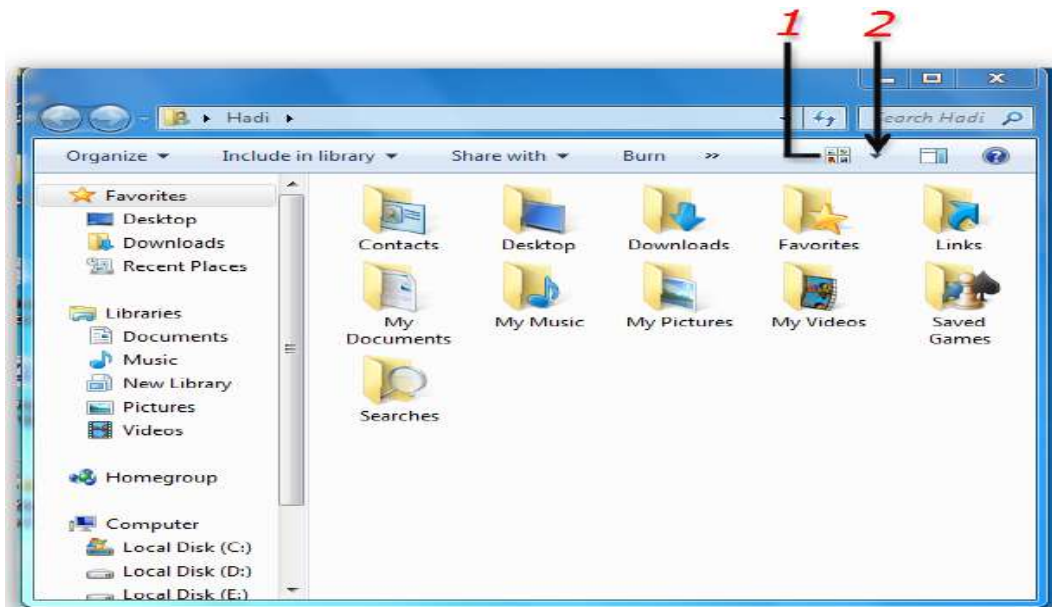 1 2
Hadi
Search Hadi
Organize Include in library Share with Burn »
Favorites
Desktop
Downloads
Recent Places
Libraries
Documents
Music
New Library
Pictures
Videos
Homegroup
Computer
Local Disk (C:)
Local Disk (D:)
Local Disk (E:)
Contacts Desktop Downloads Favorites Links
My Documents My Music My Pictures My Videos Saved Games
Searches